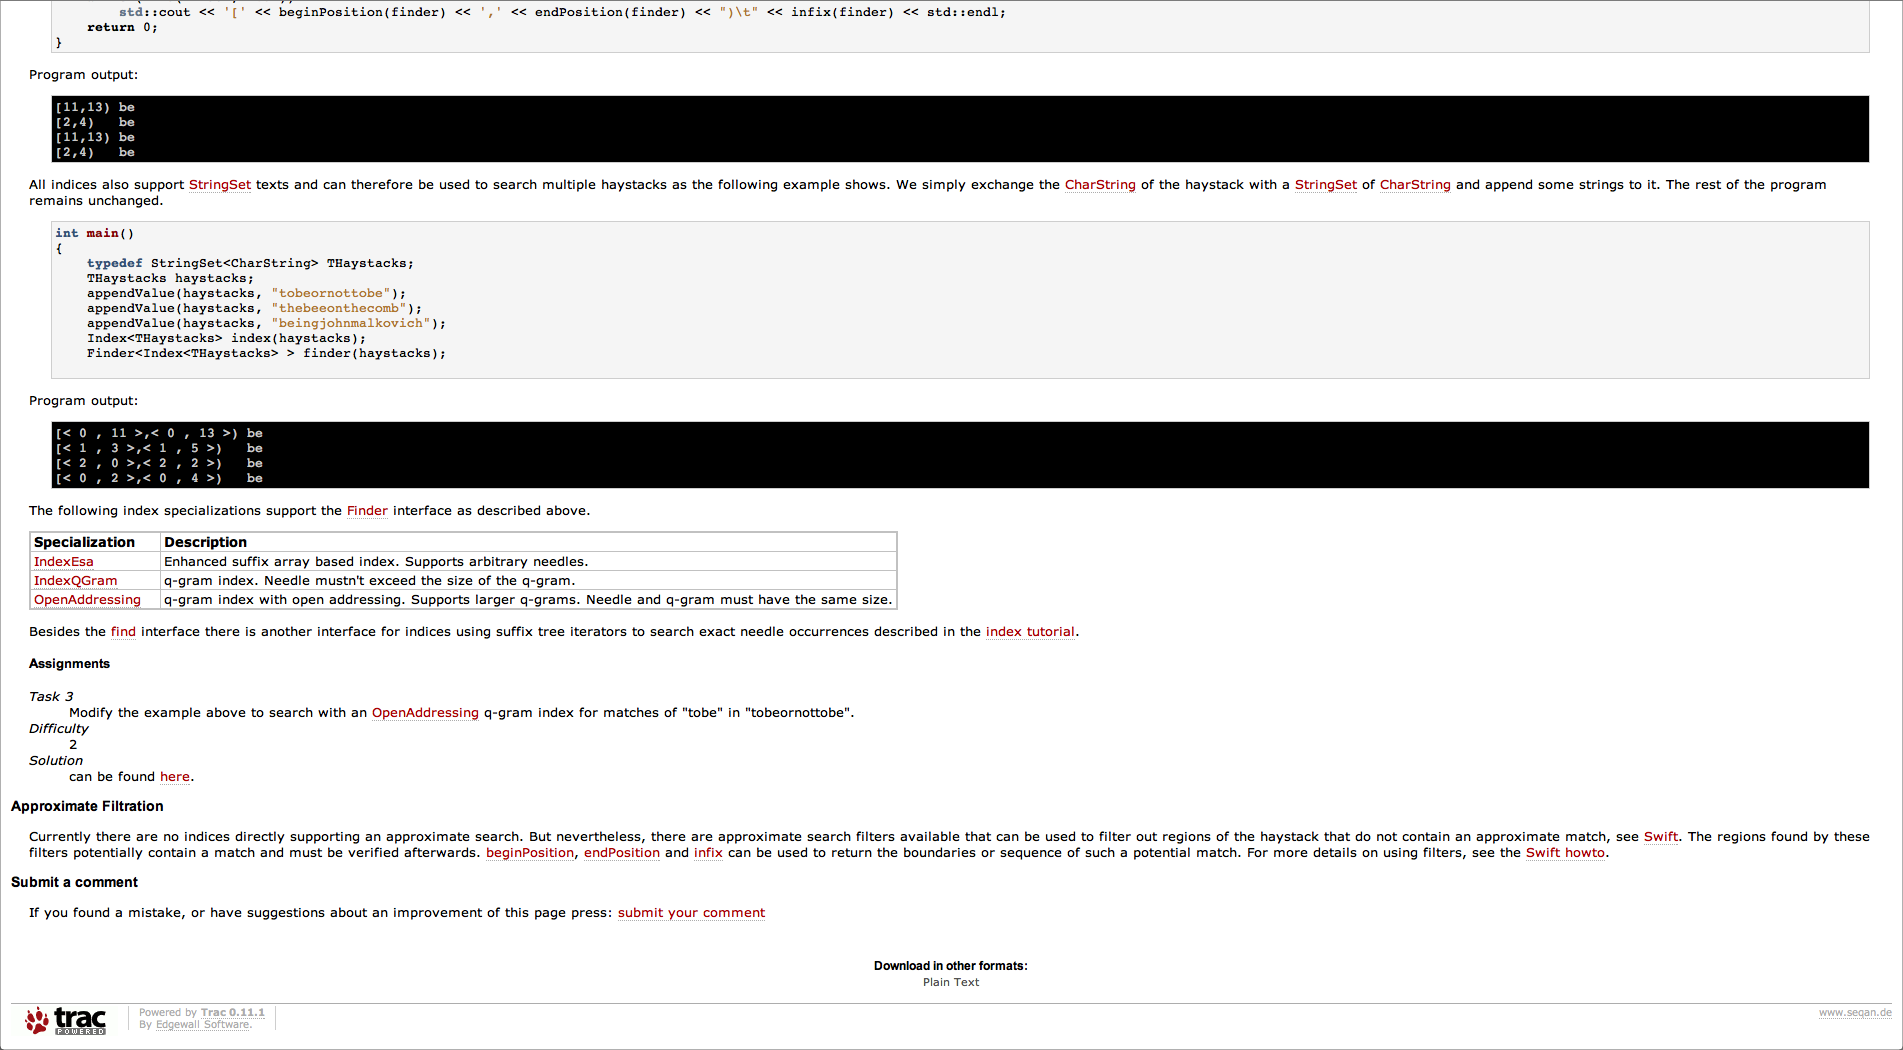 std::cout << '[' << beginPosition(finder) << ',' << endPosition(finder) << ")\t" << infix(finder) << std::endl;
return 0;
}
Program output:
[11,13) be
[2,4)   be
[11,13) be
[2,4)   be
All indices also support StringSet texts and can therefore be used to search multiple haystacks as the following example shows. We simply exchange the CharString of the haystack with a StringSet of CharString and append some strings to it. The rest of the program
remains unchanged.
int main()
{
typedef StringSet<CharString> THaystacks;
THaystacks haystacks;
appendValue(haystacks, "tobeornottobe");
appendValue(haystacks, "thebeeonthecomb");
appendValue(haystacks, "beingjohnmalkovich");
Index<THaystacks> index(haystacks);
Finder<Index<THaystacks> > finder(haystacks);
Program output:
[< 0 , 11 >,< 0 , 13 >) be
[< 1 , 3 >,< 1 , 5 >)   be
[< 2 , 0 >,< 2 , 2 >)   be
[< 0 , 2 >,< 0 , 4 >)   be
The following index specializations support the Finder interface as described above.
Specialization Description
IndexEsa Enhanced suffix array based index. Supports arbitrary needles.
IndexQGram q-gram index. Needle mustn't exceed the size of the q-gram.
OpenAddressing q-gram index with open addressing. Supports larger q-grams. Needle and q-gram must have the same size.
Besides the find interface there is another interface for indices using suffix tree iterators to search exact needle occurrences described in the index tutorial.
Assignments
Task 3
Modify the example above to search with an OpenAddressing q-gram index for matches of "tobe" in "tobeornottobe".
Difficulty
2
Solution
can be found here.
Approximate Filtration
Currently there are no indices directly supporting an approximate search. But nevertheless, there are approximate search filters available that can be used to filter out regions of the haystack that do not contain an approximate match, see Swift. The regions found by these
filters potentially contain a match and must be verified afterwards. beginPosition, endPosition and infix can be used to return the boundaries or sequence of such a potential match. For more details on using filters, see the Swift howto.
Submit a comment
If you found a mistake, or have suggestions about an improvement of this page press: submit your comment
Download in other formats:
Plain Text
trac POWERED
Powered by Trac 0.11.1
By Edgewall Software.
www.seqan.de